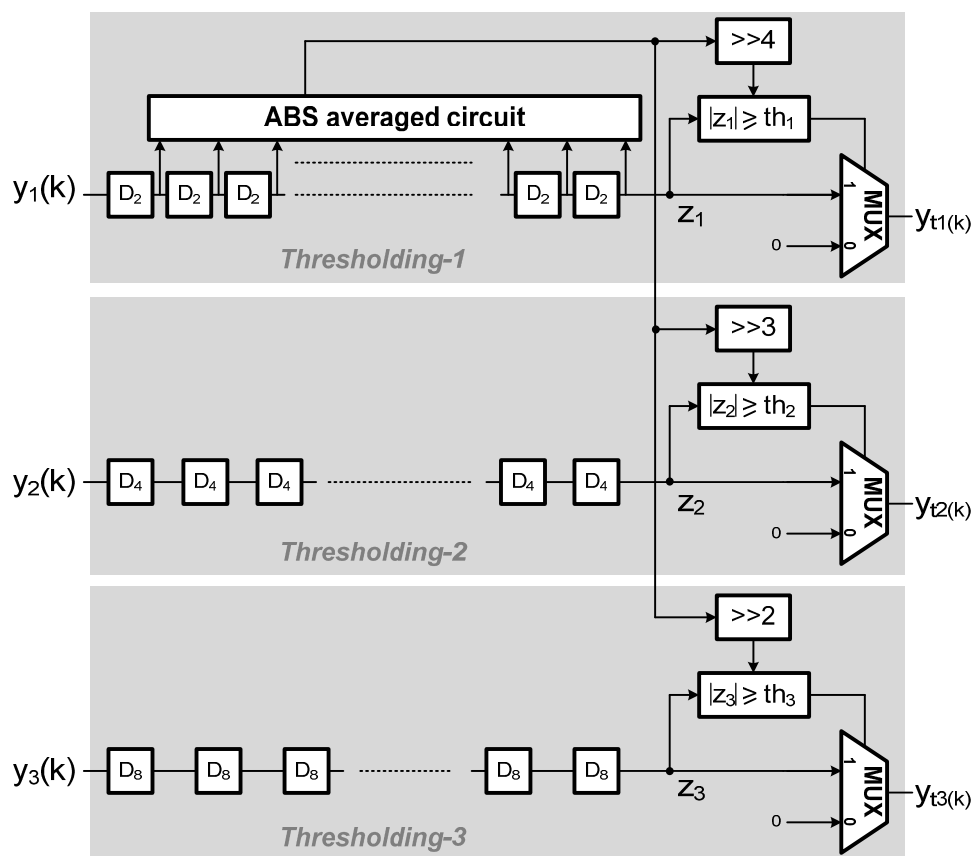 >>4
ABS averaged circuit
|z₁| ⩾ th₁
y₁(k)
D₂ D₂ D₂ D₂ D₂
z₁
1
MUX
0
0
yₜ₁₍ₖ₎
Thresholding-1
>>3
|z₂| ⩾ th₂
y₂(k)
D₄ D₄ D₄ D₄ D₄
z₂
1
MUX
0
0
yₜ₂₍ₖ₎
Thresholding-2
>>2
|z₃| ⩾ th₃
y₃(k)
D₈ D₈ D₈ D₈ D₈
z₃
1
MUX
0
0
yₜ₃₍ₖ₎
Thresholding-3